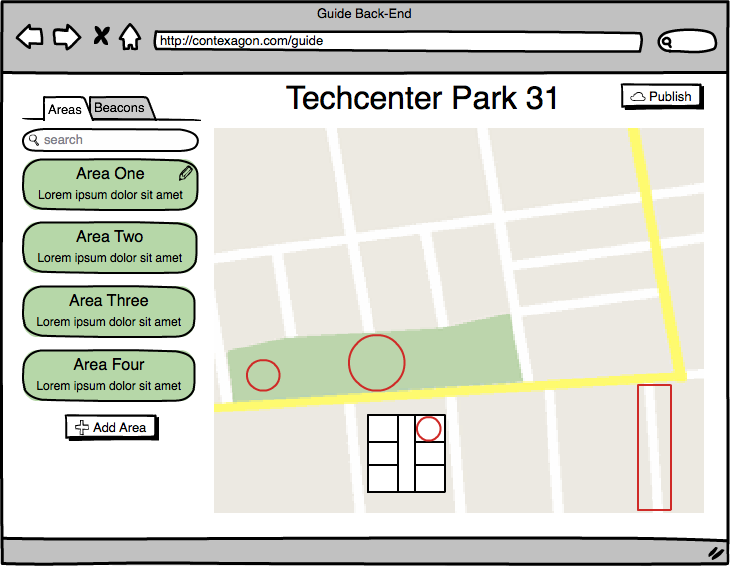 Guide Back-End
http://contexagon.com/guide
Techcenter Park 31
Publish
Areas
Beacons
search
Area One
Lorem ipsum dolor sit amet
Area Two
Lorem ipsum dolor sit amet
Area Three
Lorem ipsum dolor sit amet
Area Four
Lorem ipsum dolor sit amet
Add Area